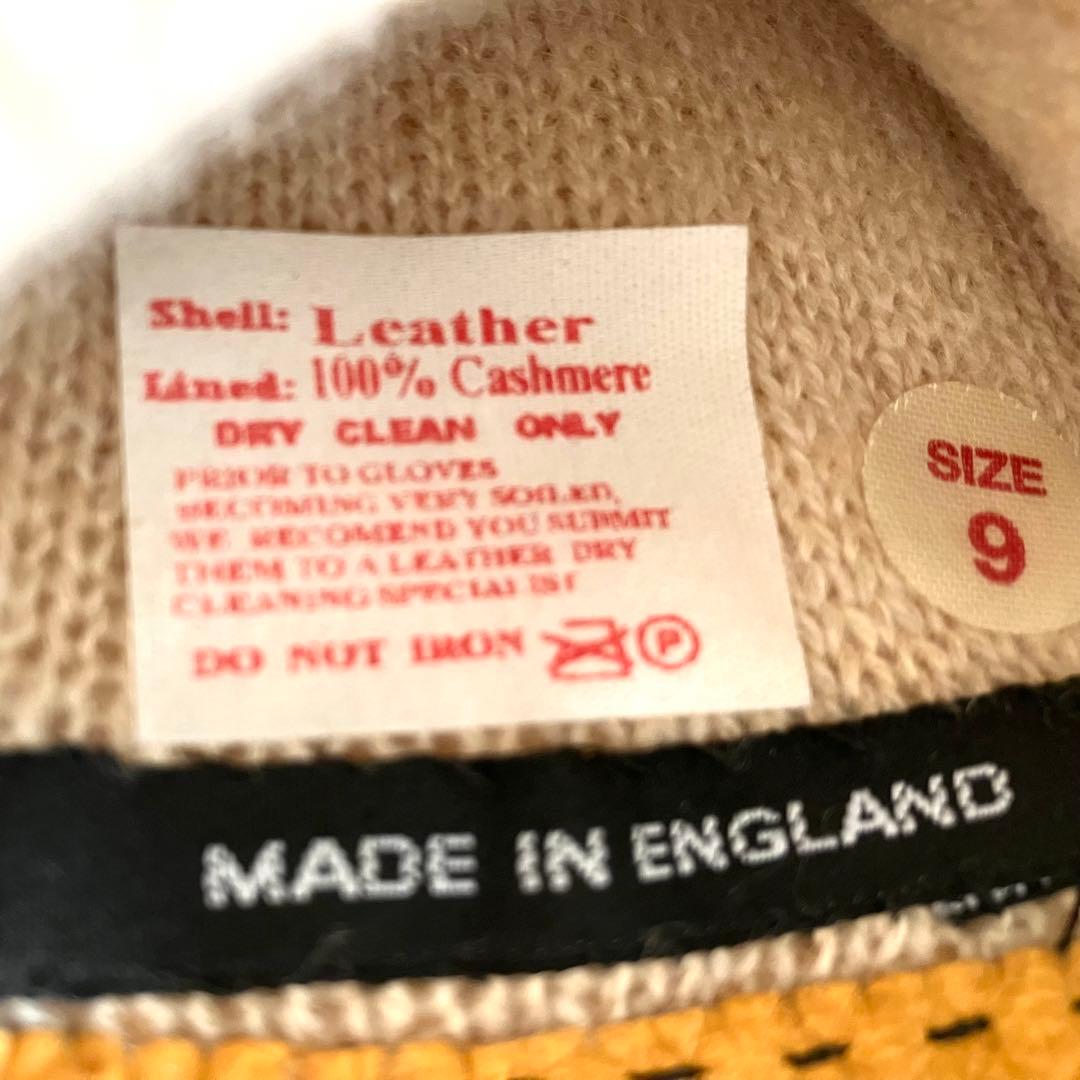 Shell: Leather
Lined: 100% Cashmere
DRY CLEAN ONLY
PRIOR TO GLOVES
BECOMING VERY SOILED,
WE RECOMEND YOU SUBMIT
THEM TO A LEATHER DRY
CLEANING SPECIALIST
DO NOT IRON P
SIZE
9
MADE IN ENGLAND